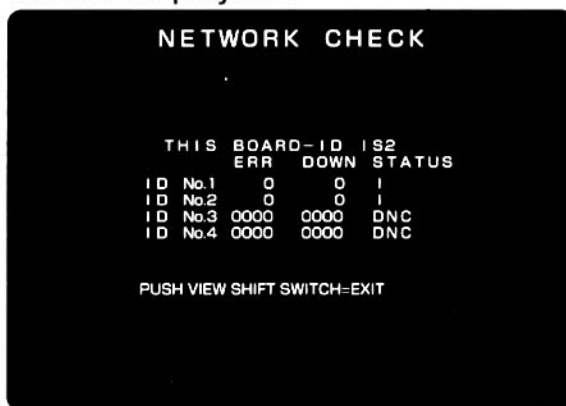 NETWORK CHECK
THIS BOARD-ID IS2
ERR DOWN STATUS
ID No.1 0 0 I
ID No.2 0 0 I
ID No.3 0000 0000 DNC
ID No.4 0000 0000 DNC
PUSH VIEW SHIFT SWITCH=EXIT